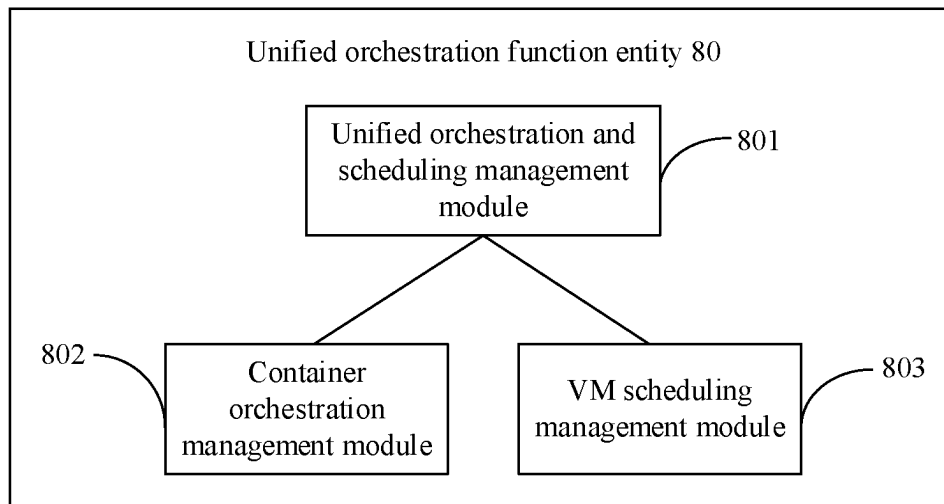 Unified orchestration function entity 80
Unified orchestration and
scheduling management
module
801
802
Container
orchestration
management module
VM scheduling
management module
803